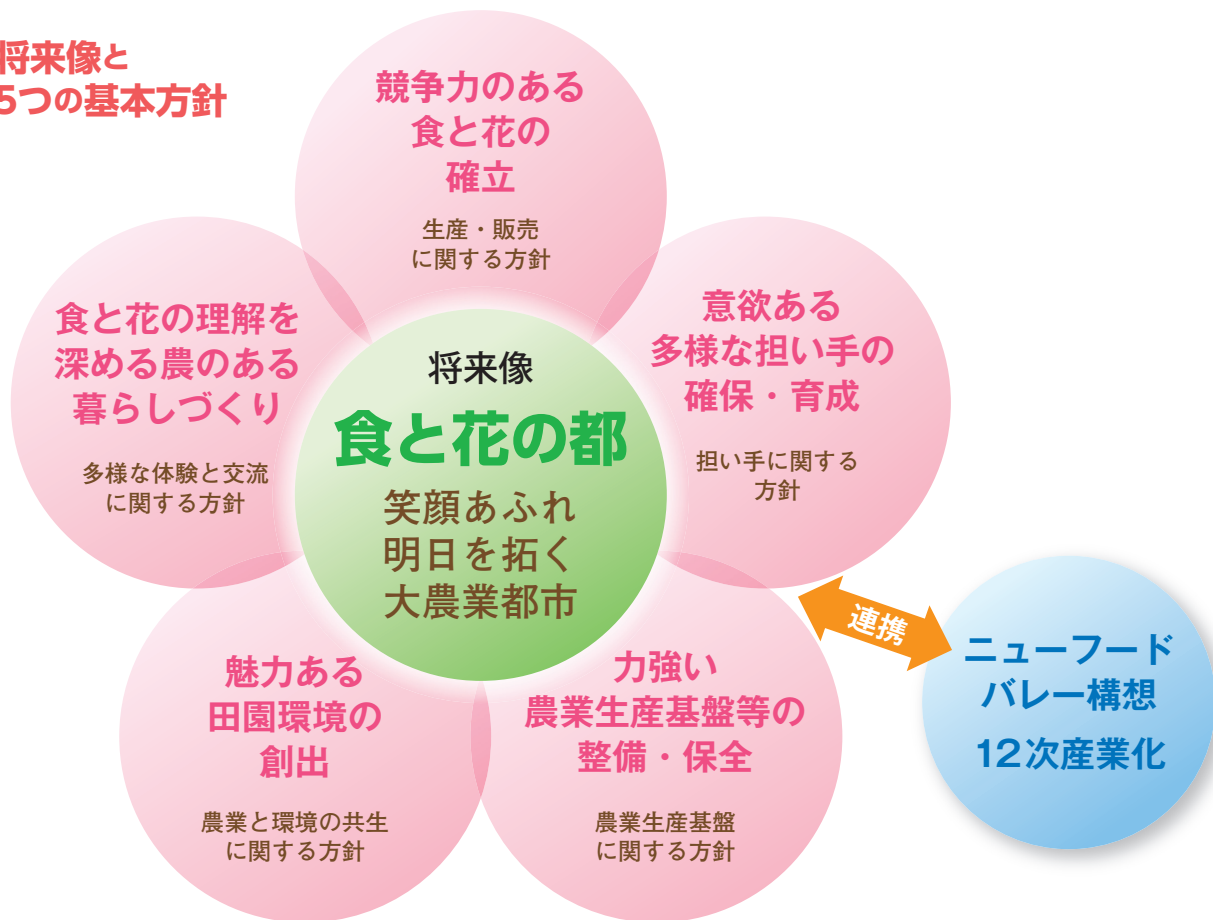 将来像と
5つの基本方針
競争力のある
食と花の
確立
生産・販売
に関する方針
食と花の理解を
深める農のある
暮らしづくり
多様な体験と交流
に関する方針
意欲ある
多様な担い手の
確保・育成
担い手に関する
方針
将来像
食と花の都
笑顔あふれ
明日を拓く
大農業都市
連携
ニューフード
バレー構想
12次産業化
魅力ある
田園環境の
創出
農業と環境の共生
に関する方針
力強い
農業生産基盤等の
整備・保全
農業生産基盤
に関する方針